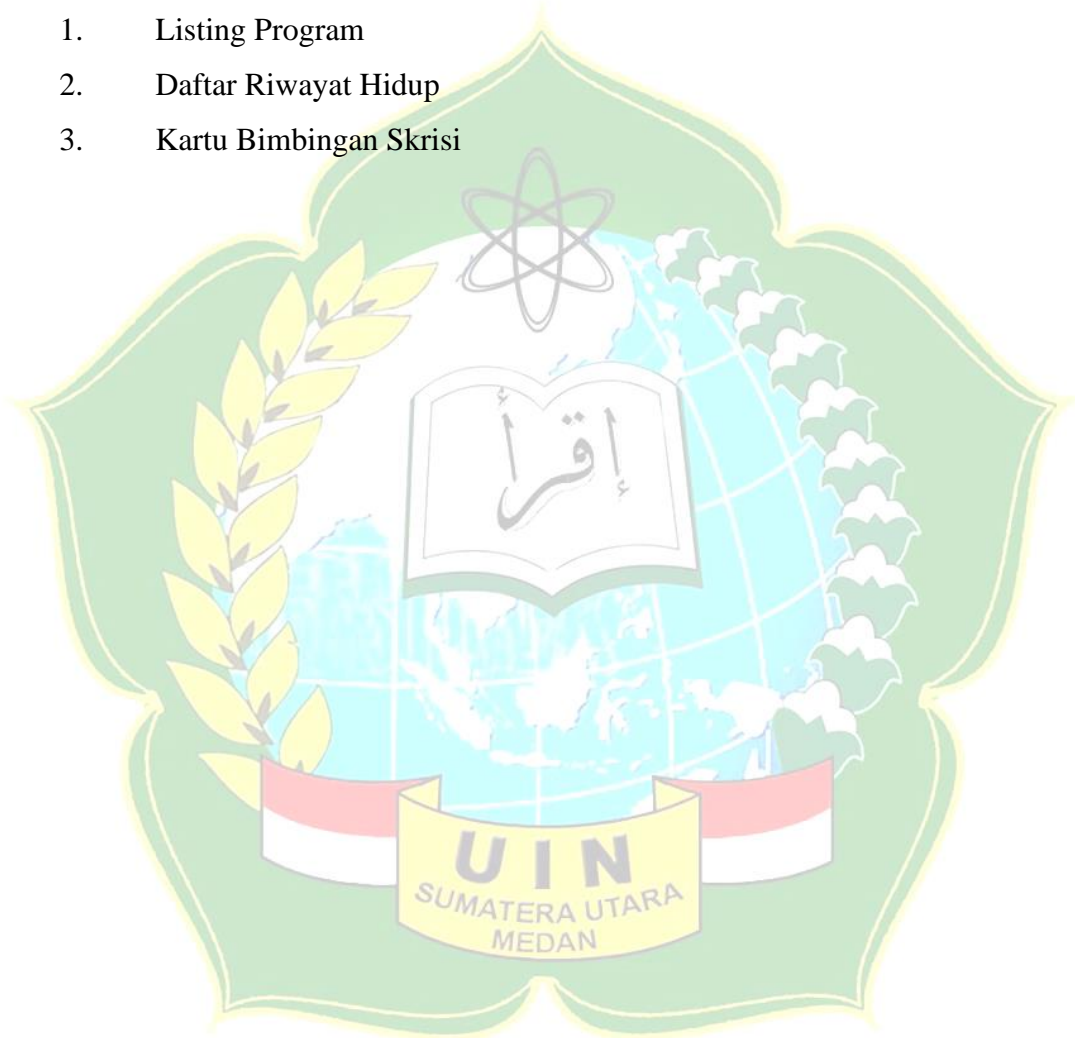 1. Listing Program
2. Daftar Riwayat Hidup
3. Kartu Bimbingan Skrisi
إقرأ
UIN
SUMATERA UTARA
MEDAN